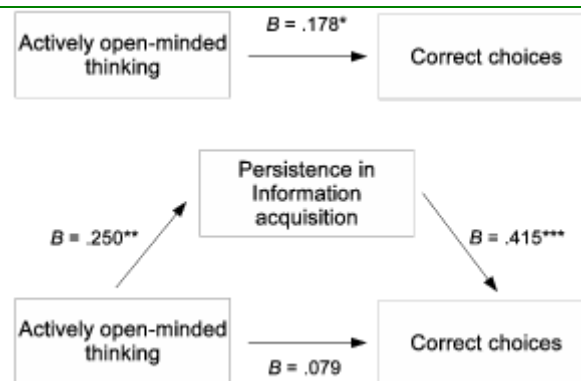 B = .178*
Actively open-minded
thinking
Correct choices
Persistence in
Information
acquisition
B = .250**
B = .415***
Actively open-minded
thinking
Correct choices
B = .079